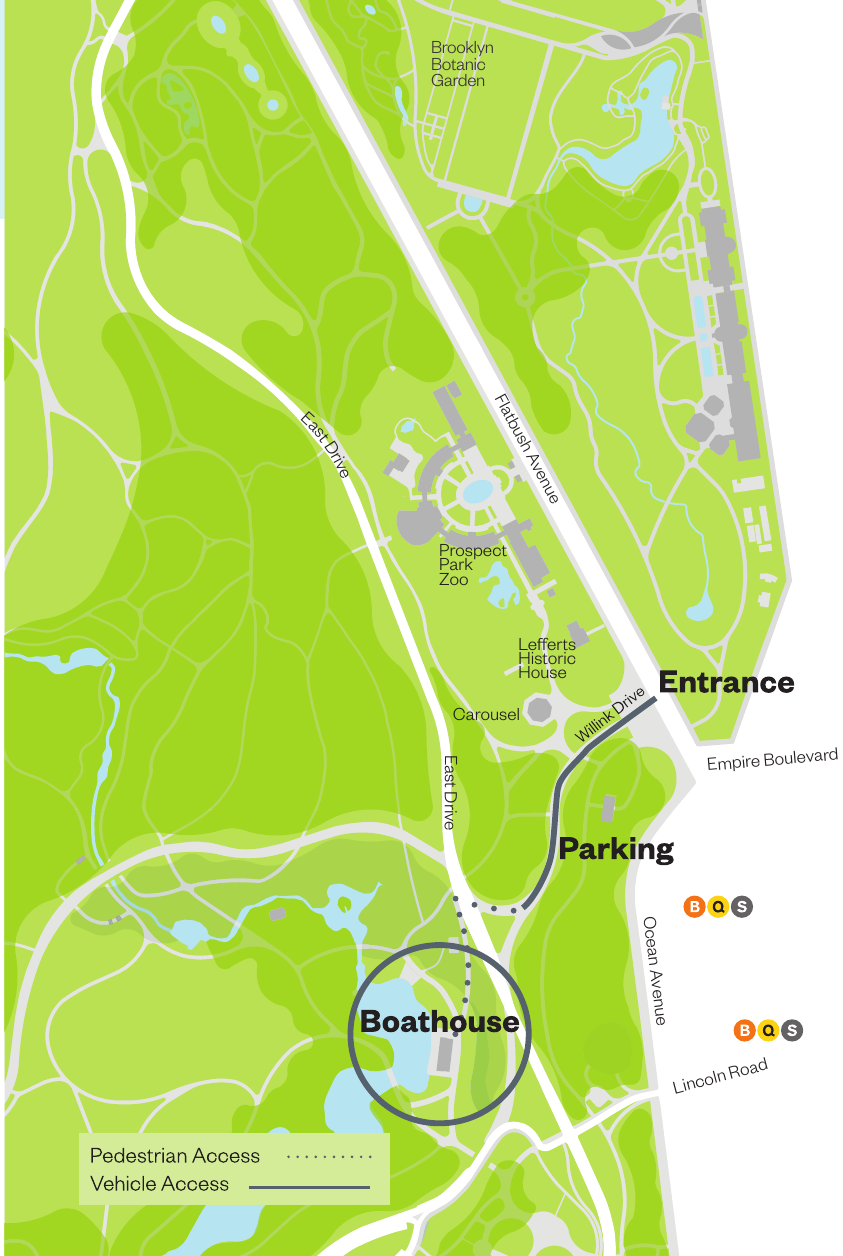 Brooklyn
Botanic
Garden
Flatbush Avenue
East Drive
Prospect
Park
Zoo
Lefferts
Historic
House
Entrance
Willink Drive
Carousel
Empire Boulevard
East Drive
Parking
B Q S
Ocean Avenue
Boathouse
B Q S
Lincoln Road
Pedestrian Access
Vehicle Access